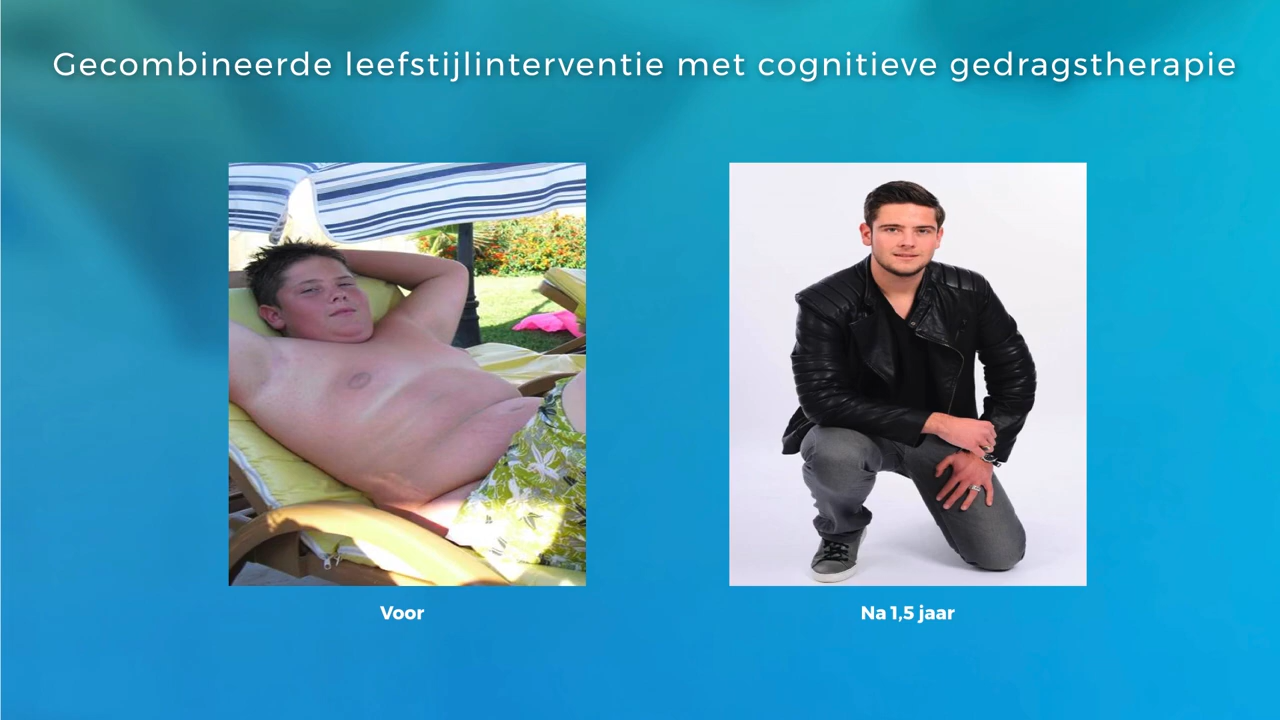 Gecombineerde leefstijlinterventie met cognitieve gedragstherapie
Voor
Na 1,5 jaar